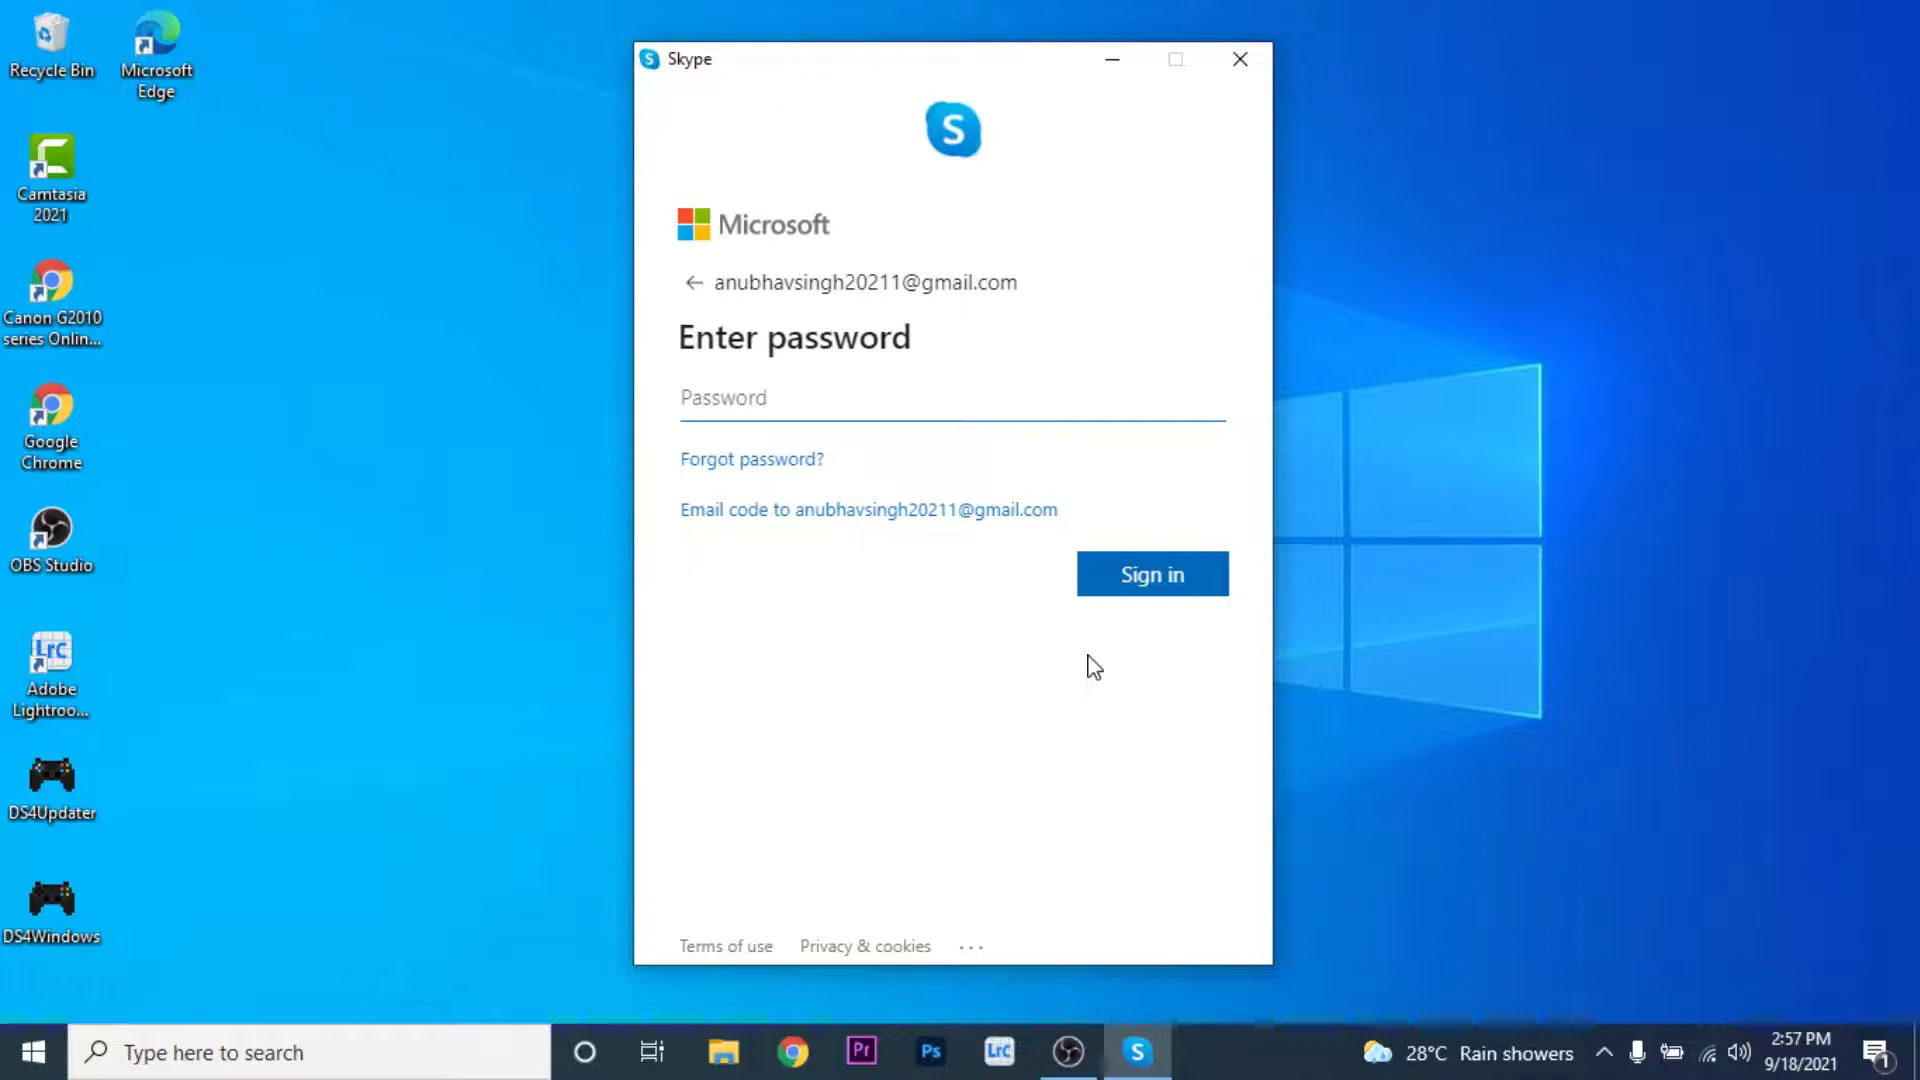 Recycle Bin
Microsoft
Edge
Camtasia
2021
Canon G2010
series Onlin...
Google
Chrome
OBS Studio
LrC
Adobe
Lightroo...
DS4Updater
DS4Windows
S Skype
S
Microsoft
← anubhavsingh20211@gmail.com
Enter password
Password
Forgot password?
Email code to anubhavsingh20211@gmail.com
Sign in
Terms of use Privacy & cookies ...
Type here to search
Pr
Ps
LrC
S
28°C Rain showers
2:57 PM
9/18/2021
1